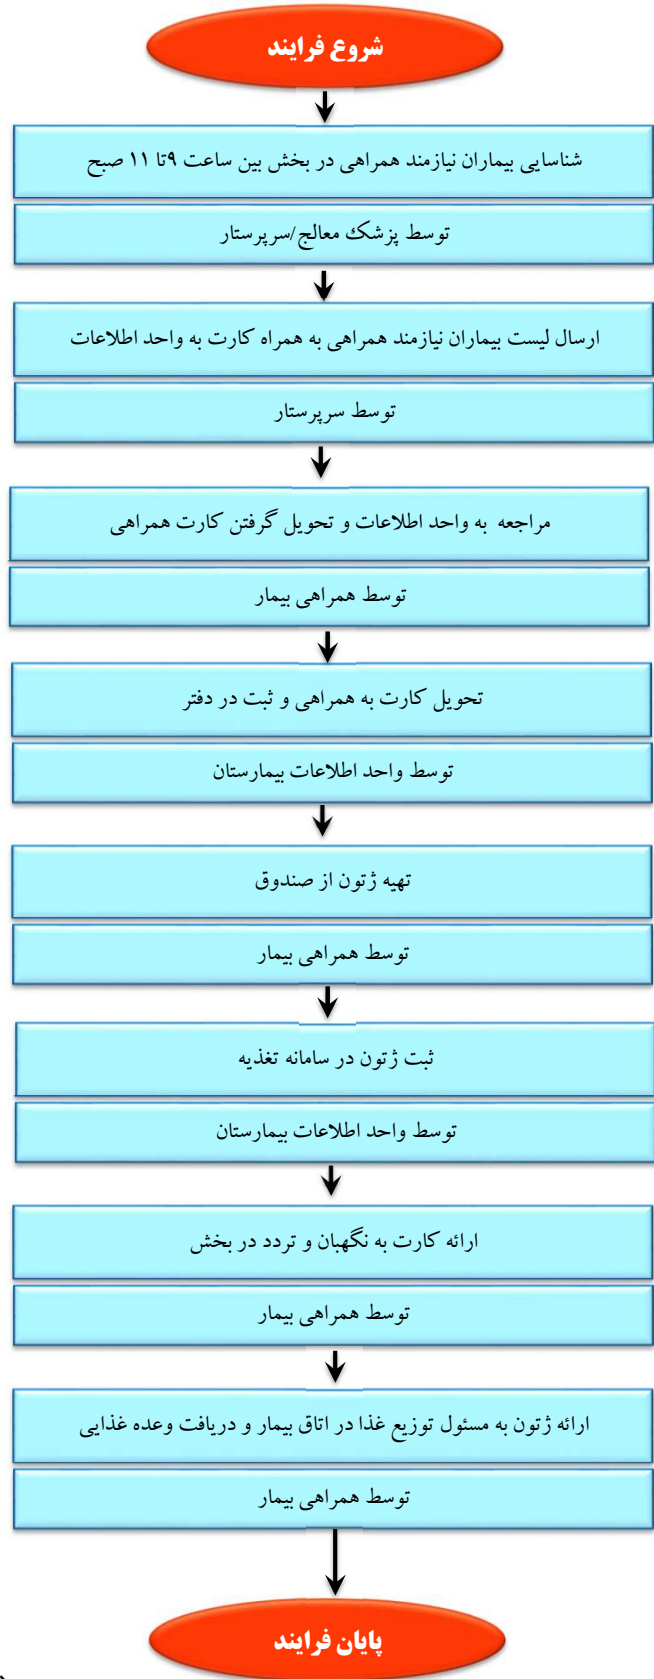 شروع فرایند
شناسایی بیماران نیازمند همراهی در بخش بین ساعت ۹تا ۱۱ صبح
توسط پزشک معالج/سرپرستار
ارسال لیست بیماران نیازمند همراهی به همراه کارت به واحد اطلاعات
توسط سرپرستار
مراجعه به واحد اطلاعات و تحویل گرفتن کارت همراهی
توسط همراهی بیمار
تحویل کارت به همراهی و ثبت در دفتر
توسط واحد اطلاعات بیمارستان
تهیه ژتون از صندوق
توسط همراهی بیمار
ثبت ژتون در سامانه تغذیه
توسط واحد اطلاعات بیمارستان
ارائه کارت به نگهبان و تردد در بخش
توسط همراهی بیمار
ارائه ژتون به مسئول توزیع غذا در اتاق بیمار و دریافت وعده غذایی
توسط همراهی بیمار
پایان فرایند